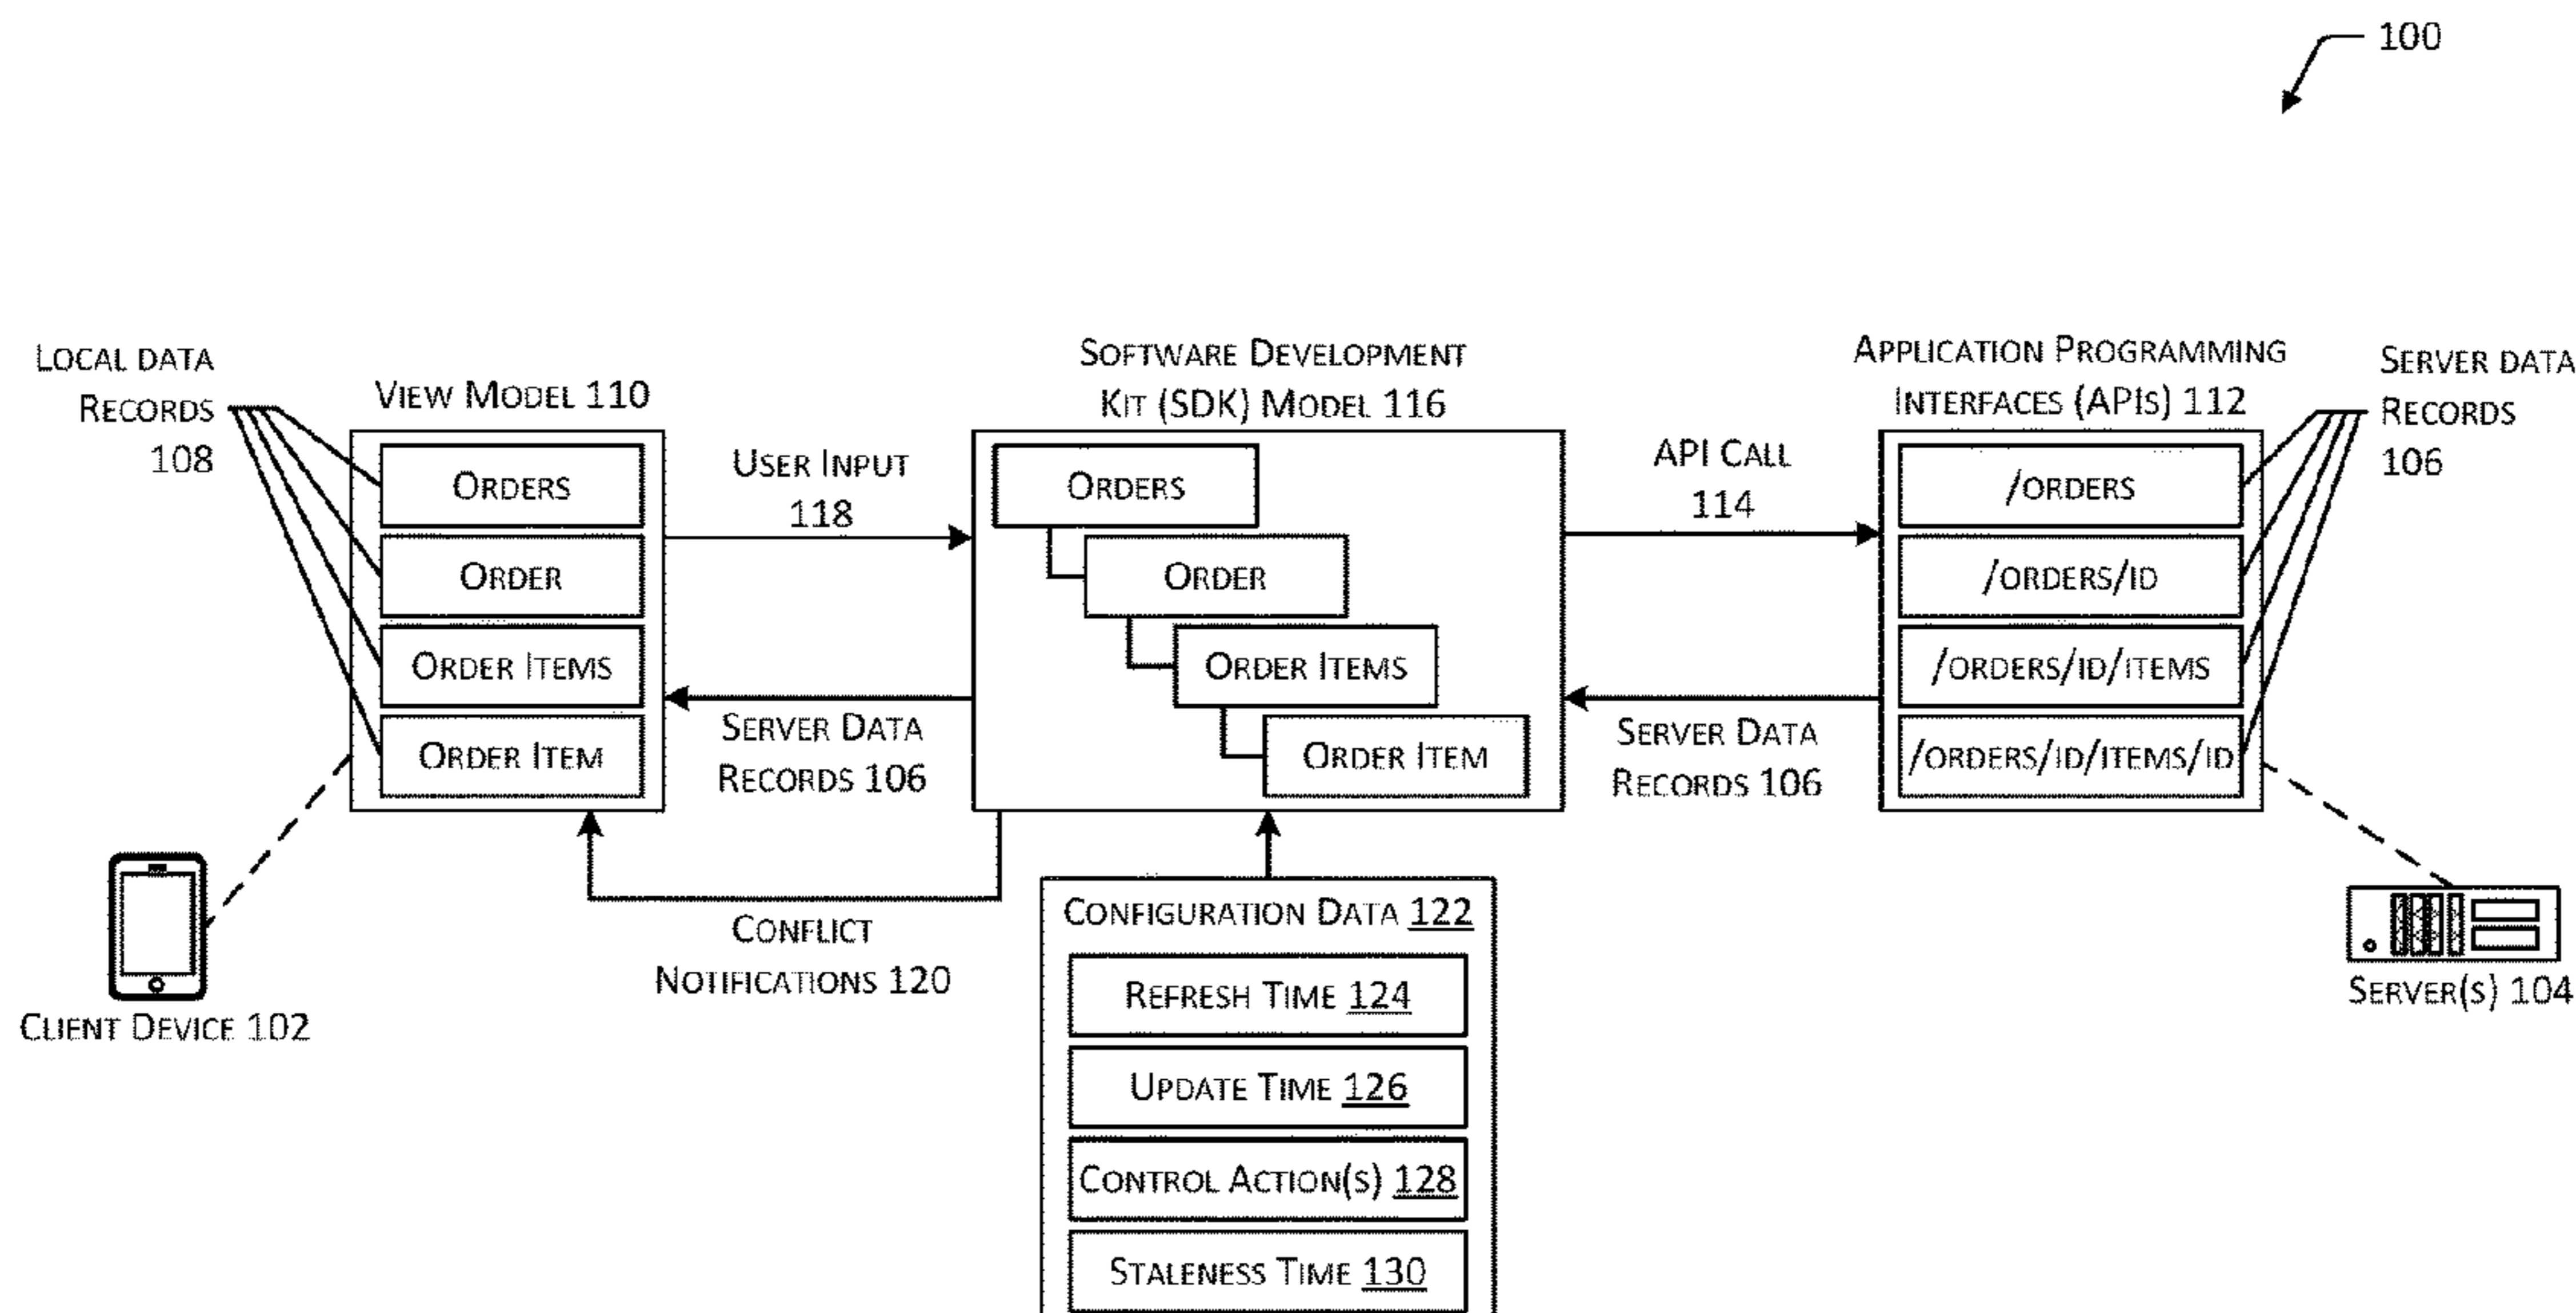 100
LOCAL DATA
RECORDS
108
VIEW MODEL 110
ORDERS
ORDER
ORDER ITEMS
ORDER ITEM
USER INPUT
118
SERVER DATA
RECORDS 106
CONFLICT
NOTIFICATIONS 120
SOFTWARE DEVELOPMENT
KIT (SDK) MODEL 116
ORDERS
ORDER
ORDER ITEMS
ORDER ITEM
API CALL
114
SERVER DATA
RECORDS 106
APPLICATION PROGRAMMING
INTERFACES (APIS) 112
/ORDERS
/ORDERS/ID
/ORDERS/ID/ITEMS
/ORDERS/ID/ITEMS/ID
SERVER DATA
RECORDS
106
CLIENT DEVICE 102
CONFIGURATION DATA 122
REFRESH TIME 124
UPDATE TIME 126
CONTROL ACTION(S) 128
STALENESS TIME 130
SERVER(S) 104